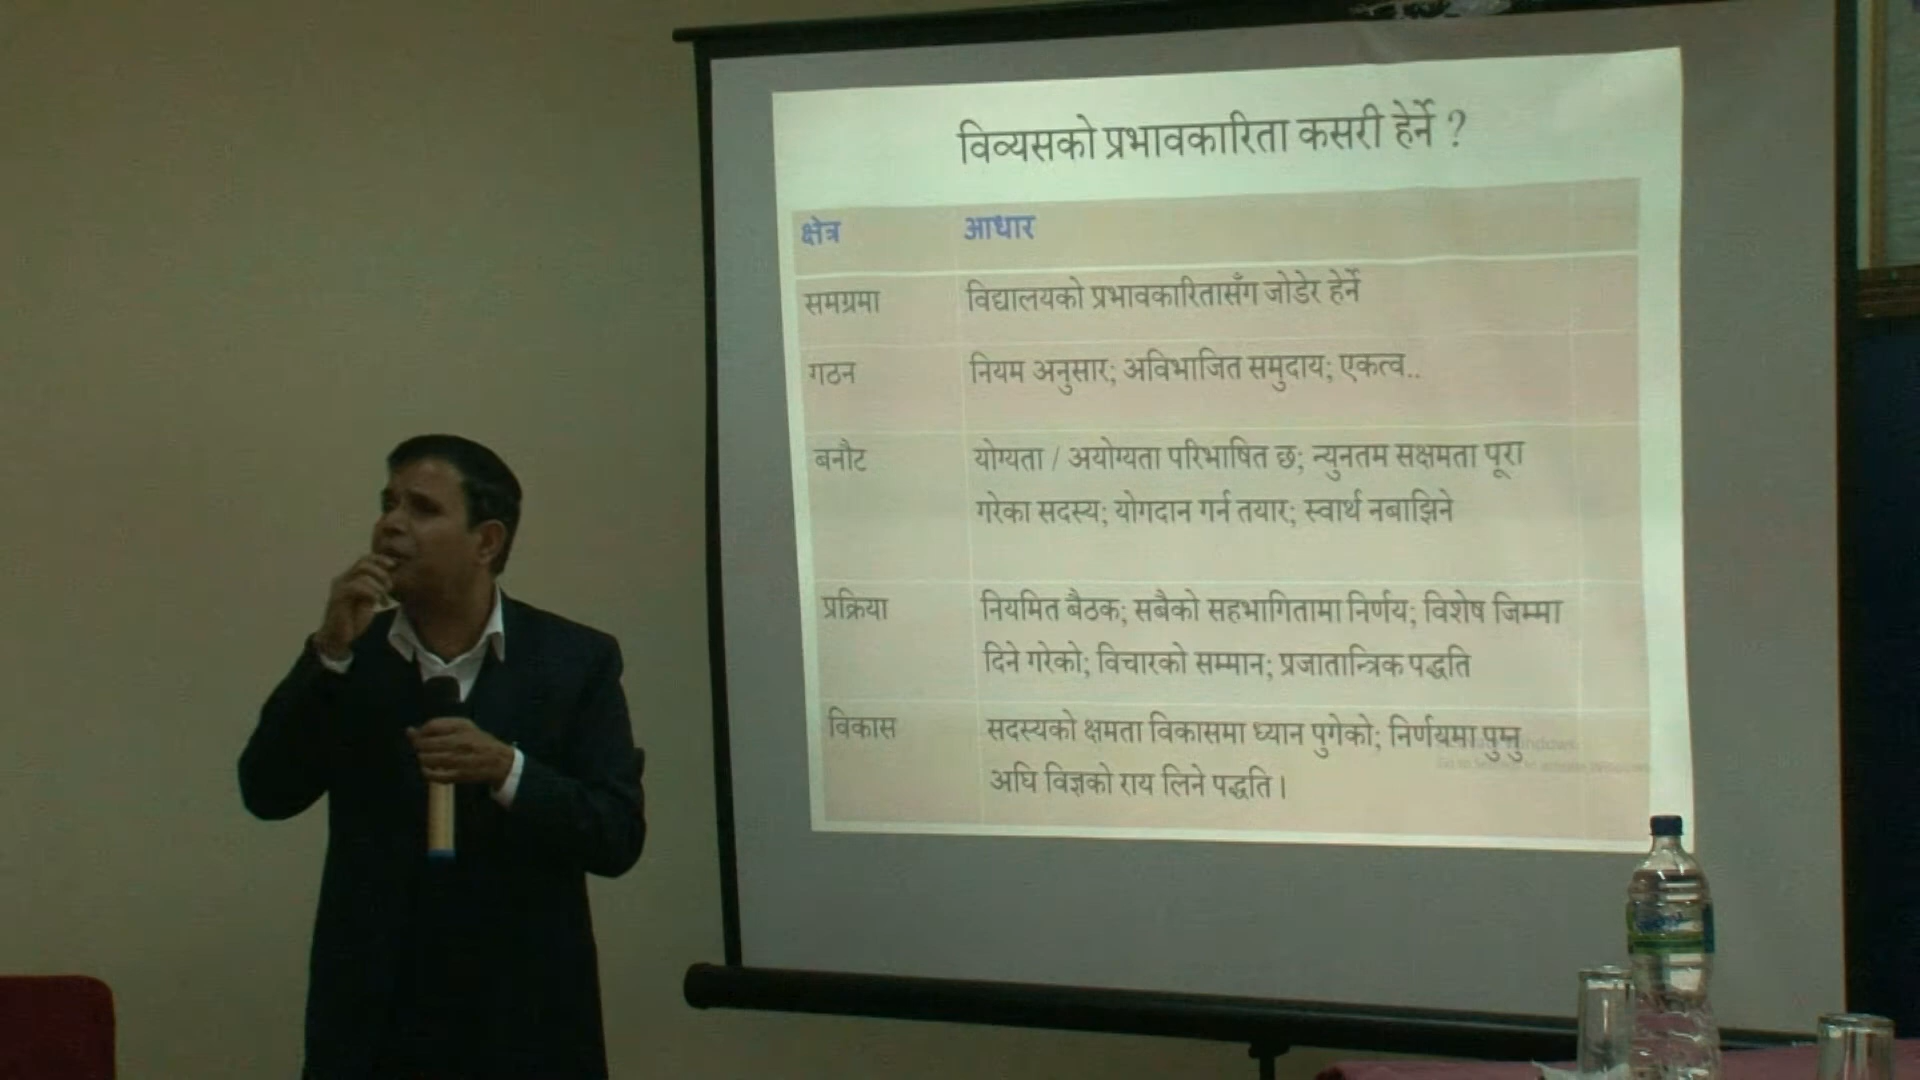 विव्यसको प्रभावकारिता कसरी हेर्ने ?
क्षेत्र आधार
समग्रमा विद्यालयको प्रभावकारितासँग जोडेर हेर्ने
गठन नियम अनुसार; अविभाजित समुदाय; एकत्व..
बनौट योग्यता / अयोग्यता परिभाषित छ; न्युनतम सक्षमता पूरा
गरेका सदस्य; योगदान गर्न तयार; स्वार्थ नबाझिने
प्रक्रिया नियमित बैठक; सबैको सहभागितामा निर्णय; विशेष जिम्मा
दिने गरेको; विचारको सम्मान; प्रजातान्त्रिक पद्धति
विकास सदस्यको क्षमता विकासमा ध्यान पुगेको; निर्णयमा पुग्नु
अघि विज्ञको राय लिने पद्धति ।